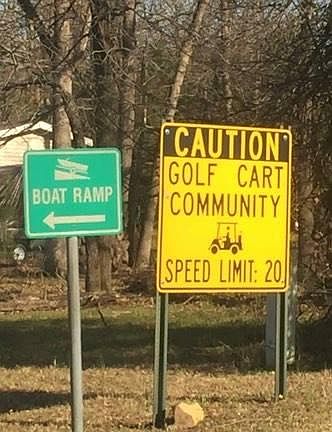 BOAT RAMP
CAUTION
GOLF CART
COMMUNITY
SPEED LIMIT: 20